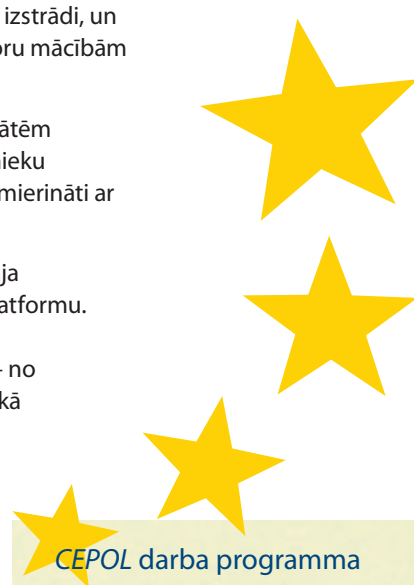 izstrādi, un
oru mācībām
ātēm
nieku
mierināti ar
ja
atformu.
- no
kā
CEPOL darba programma